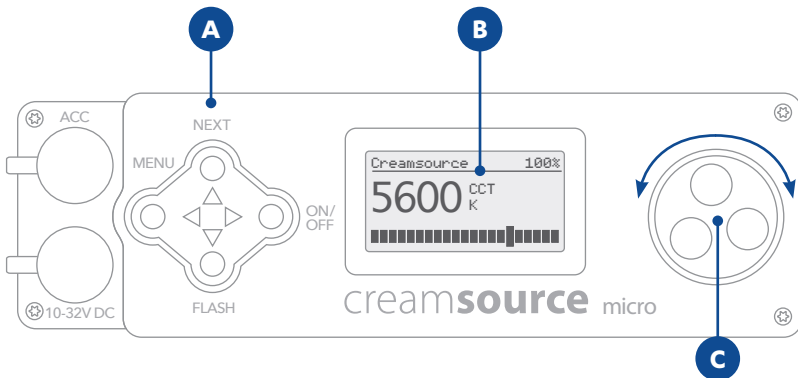 A
B
ACC
NEXT
MENU
Creamsource 100%
5600 CCT
K
ON/
OFF
10-32V DC
FLASH
creamsource micro
C